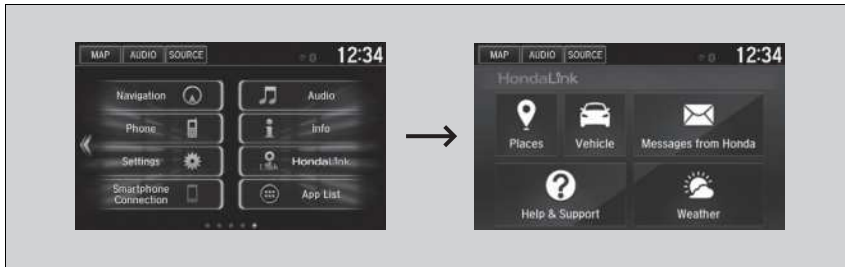 MAP AUDIO SOURCE 12:34
Navigation Audio
Phone Info
Settings HondaLink
Smartphone
Connection
App List
MAP AUDIO SOURCE 12:34
HondaLink
Places Vehicle Messages from Honda
Help & Support Weather